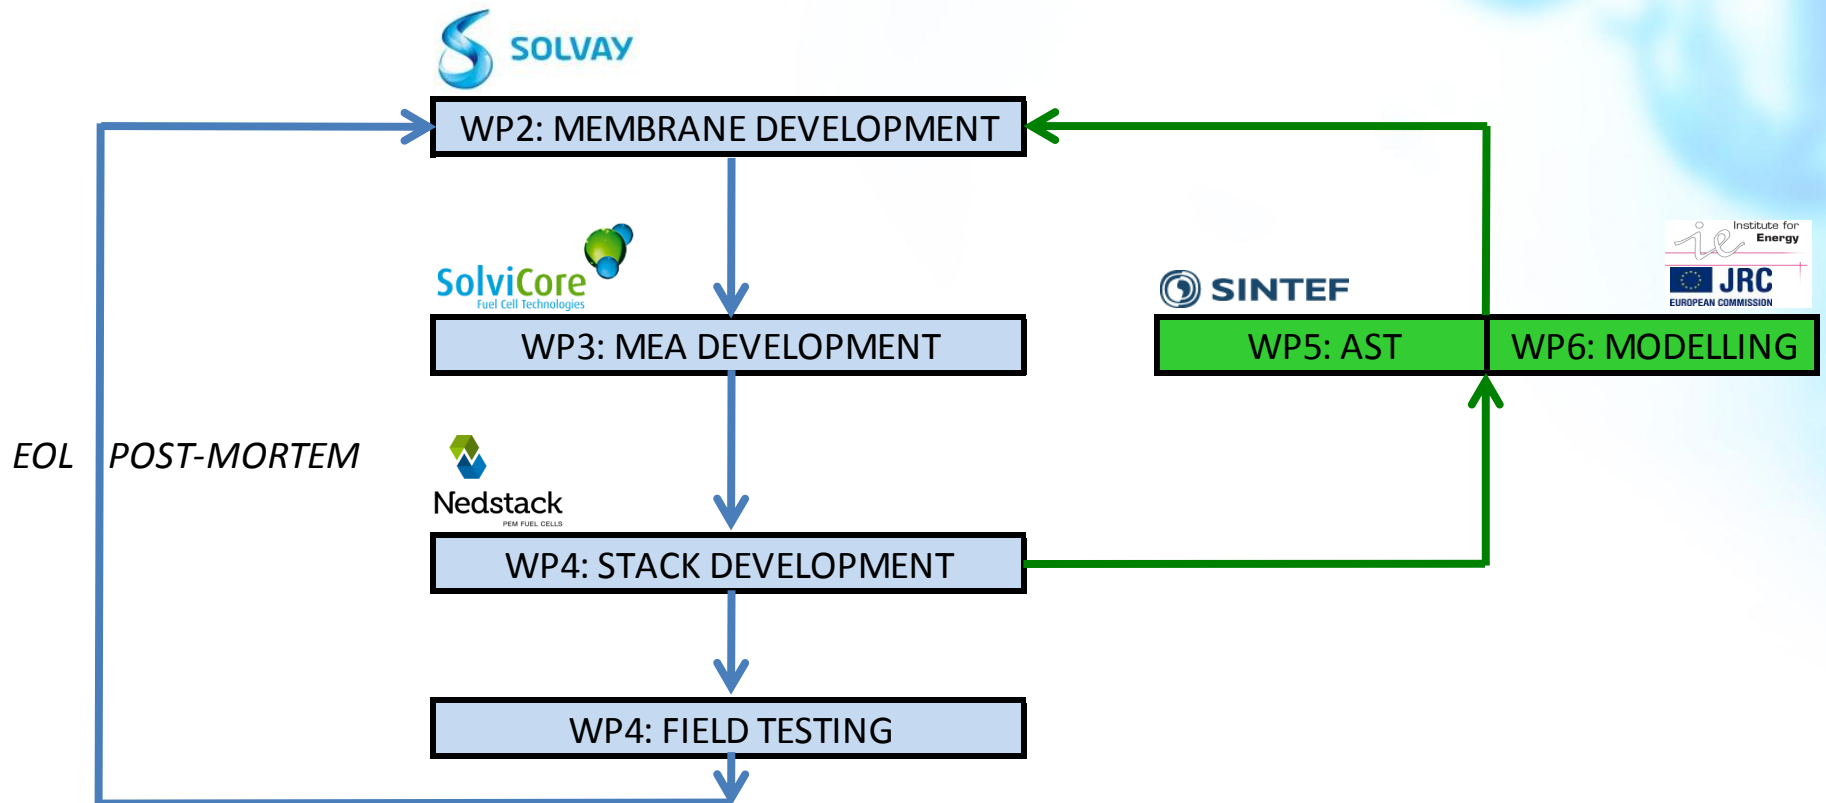 SOLVAY
WP2: MEMBRANE DEVELOPMENT
SolviCore
Fuel Cell Technologies
WP3: MEA DEVELOPMENT
SINTEF
ie
Institute for
Energy
JRC
EUROPEAN COMMISSION
WP5: AST
WP6: MODELLING
EOL POST-MORTEM
Nedstack
PEM FUEL CELLS
WP4: STACK DEVELOPMENT
WP4: FIELD TESTING